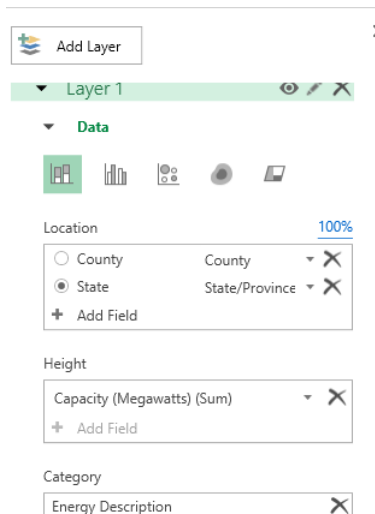 Add Layer
Layer 1
Data
Location 100%
County County
State State/Province
+ Add Field
Height
Capacity (Megawatts) (Sum)
+ Add Field
Category
Energy Description